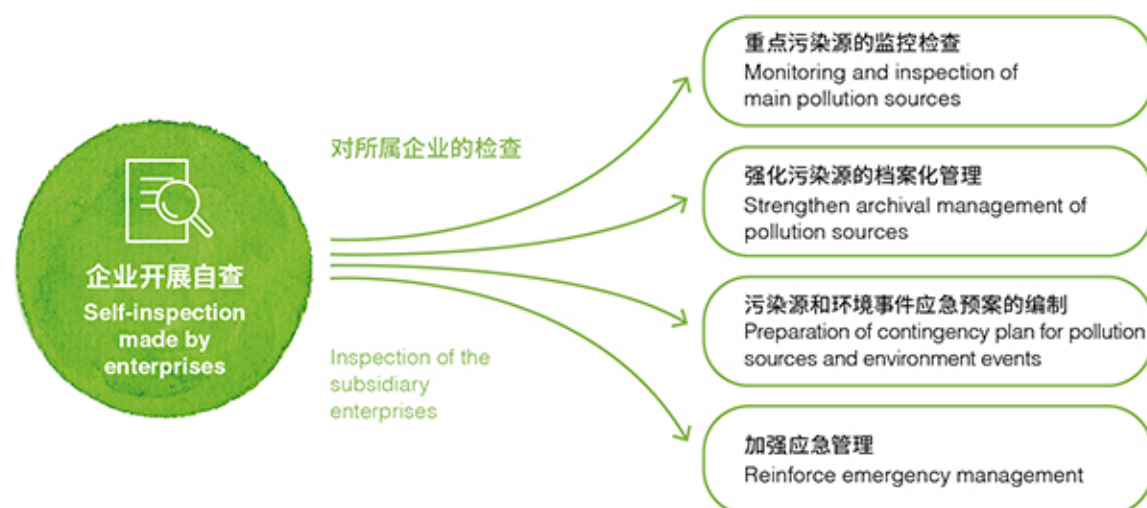 企业开展自查
Self-inspection
made by
enterprises
对所属企业的检查
Inspection of the
subsidiary
enterprises
重点污染源的监控检查
Monitoring and inspection of
main pollution sources
强化污染源的档案化管理
Strengthen archival management of
pollution sources
污染源和环境事件应急预案的编制
Preparation of contingency plan for pollution
sources and environment events
加强应急管理
Reinforce emergency management